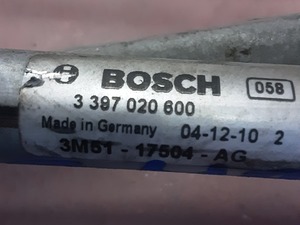 BOSCH 058
3 397 020 600
Made in Germany 04-12-10 2
3M51 - 17504 - AG